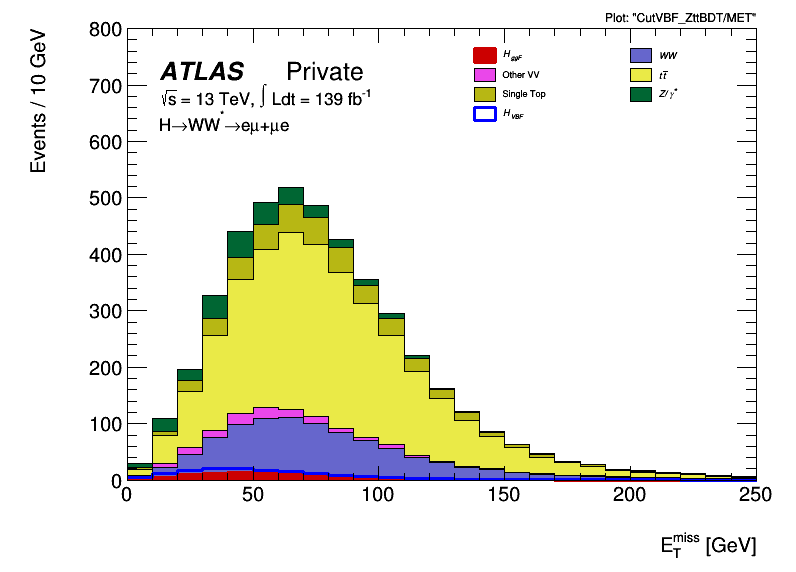 Plot: "CutVBF_ZttBDT/MET"
Events / 10 GeV
800
700
600
500
400
300
200
100
0
ATLAS Private
√s = 13 TeV, ∫ Ldt = 139 fb⁻¹
H→WW*→eμ+μe
H_ggF
Other VV
Single Top
H_VBF
WW
tt̄
Z/γ*
0 50 100 150 200 250
E_T^miss [GeV]